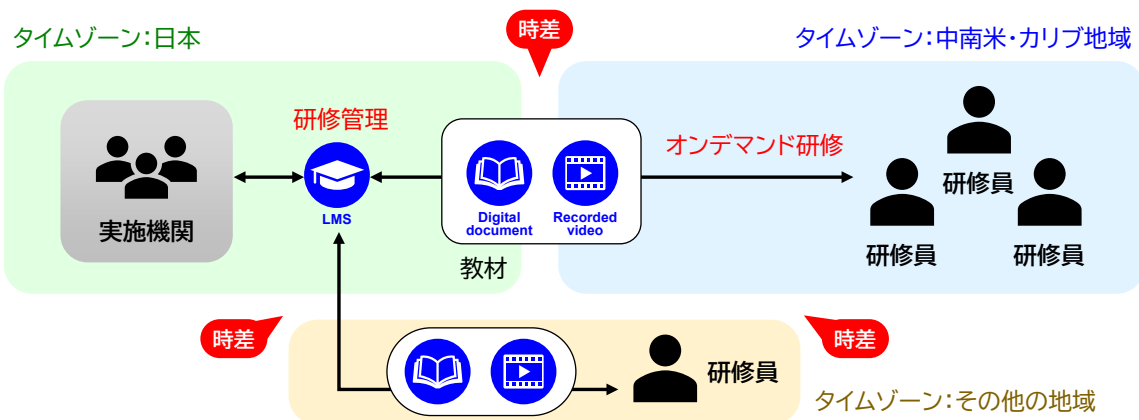 タイムゾーン：日本
時差
タイムゾーン：中南米・カリブ地域
研修管理
オンデマンド研修
実施機関
LMS
Digital
document
Recorded
video
教材
研修員
研修員
研修員
時差
時差
研修員
タイムゾーン：その他の地域